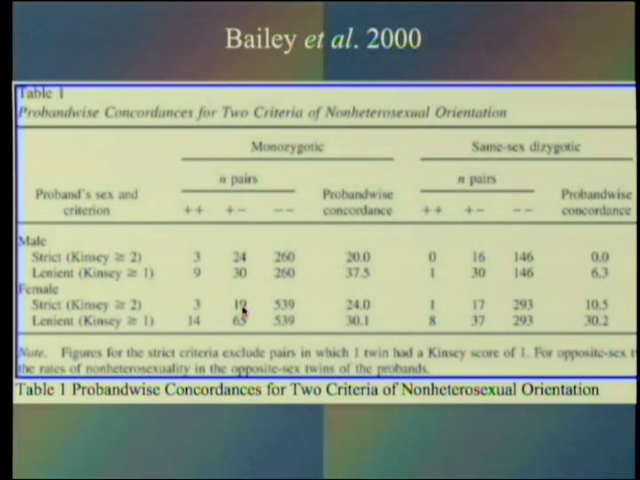 Bailey et al. 2000
Table 1
Probandwise Concordances for Two Criteria of Nonheterosexual Orientation
Monozygotic Same-sex dizygotic
n pairs n pairs
Proband's sex and Probandwise Probandwise
criterion ++ +− −− concordance ++ +− −− concordance
Male
Strict (Kinsey ≥ 2) 3 24 260 20.0 0 16 146 0.0
Lenient (Kinsey ≥ 1) 9 30 260 37.5 1 30 146 6.3
Female
Strict (Kinsey ≥ 2) 3 19 539 24.0 1 17 293 10.5
Lenient (Kinsey ≥ 1) 14 65 539 30.1 8 37 293 30.2
Note. Figures for the strict criteria exclude pairs in which 1 twin had a Kinsey score of 1. For opposite-sex
the rates of nonheterosexuality in the opposite-sex twins of the probands.
Table 1 Probandwise Concordances for Two Criteria of Nonheterosexual Orientation